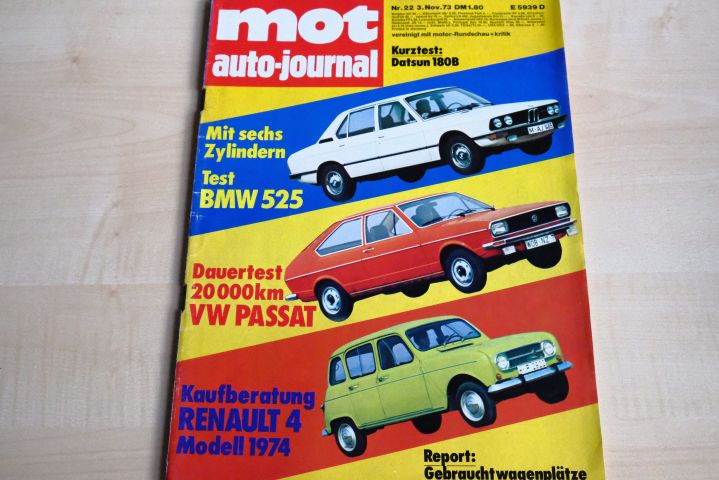 mot
auto-journal
Nr. 22 3. Nov. 73 DM 1.80 E 5939 D
vereinigt mit motor-Rundschau + kritik
Kurztest:
Datsun 180B
Mit sechs
Zylindern
Test
BMW 525
Dauertest
20 000 km
VW PASSAT
Kaufberatung
RENAULT 4
Modell 1974
Report:
Gebrauchtwagenplätze